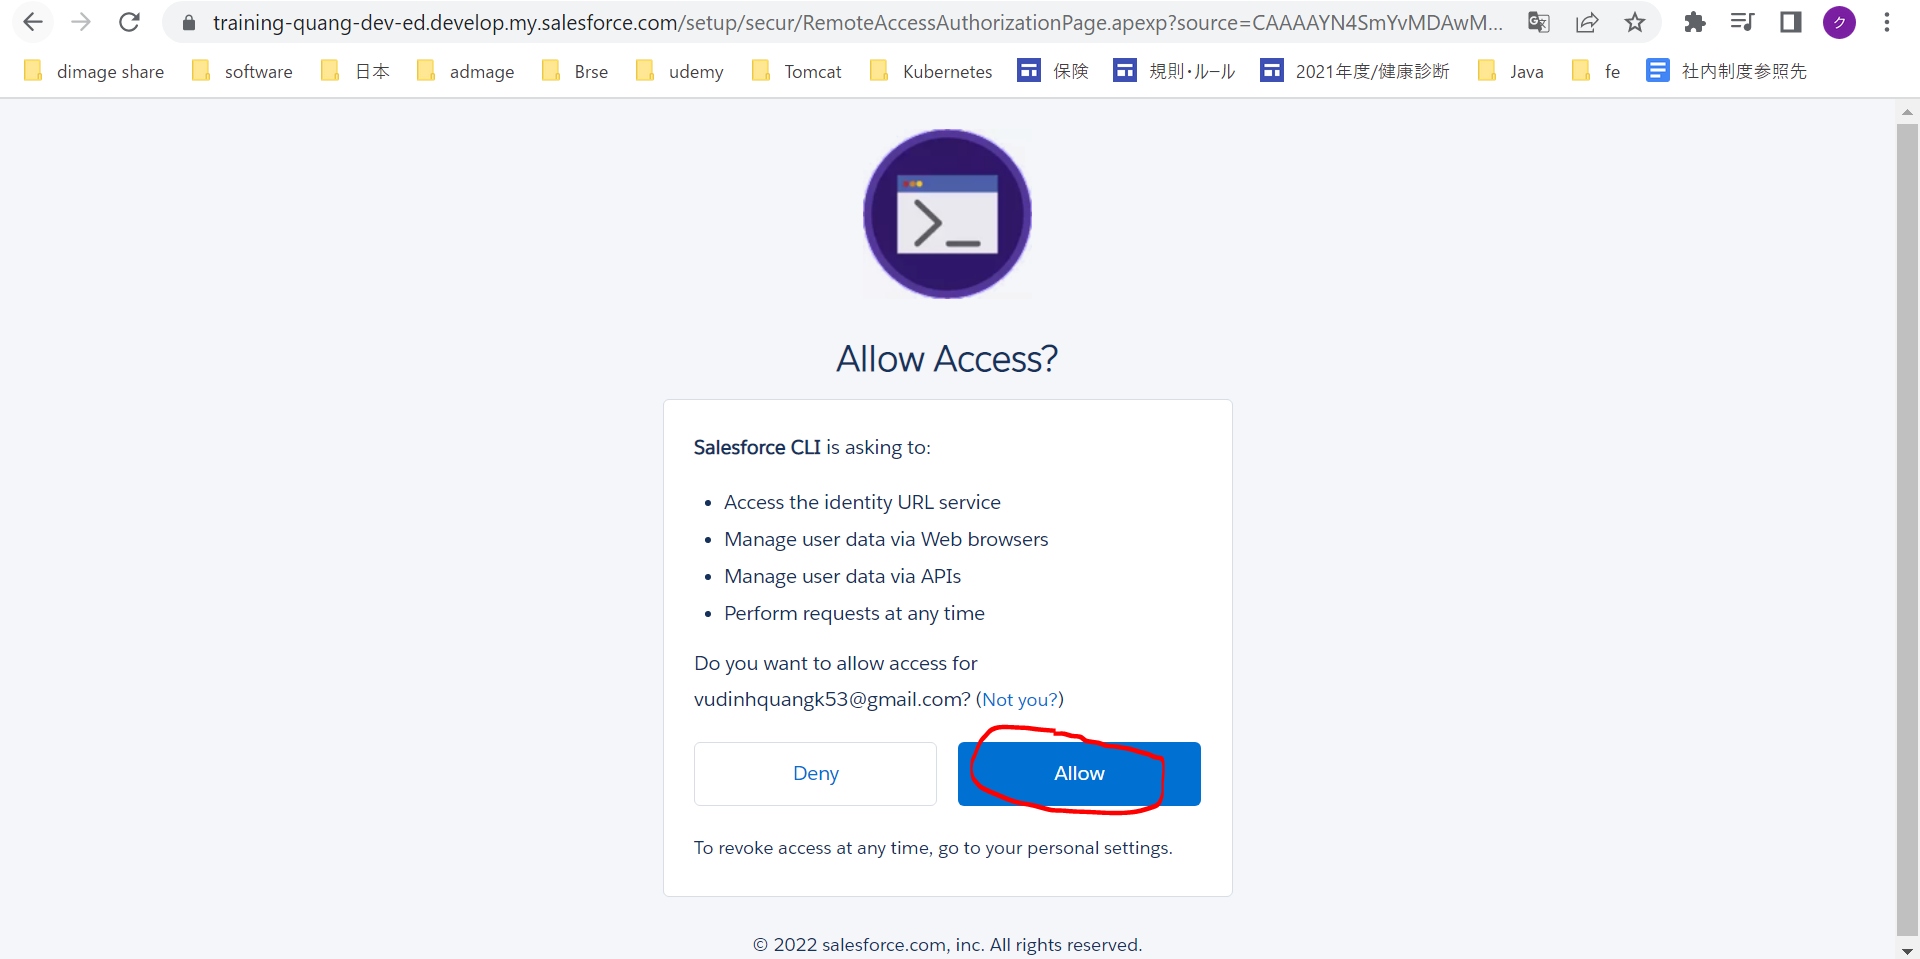 training-quang-dev-ed.develop.my.salesforce.com/setup/secur/RemoteAccessAuthorizationPage.apexp?source=CAAAAYN4SmYvMDAwM...
ク
dimage share software 日本 admage Brse udemy Tomcat Kubernetes 保険 規則・ルール 2021年度/健康診断 Java fe 社内制度参照先
Allow Access?
Salesforce CLI is asking to:
• Access the identity URL service
• Manage user data via Web browsers
• Manage user data via APIs
• Perform requests at any time
Do you want to allow access for
vudinhquangk53@gmail.com? (Not you?)
Deny Allow
To revoke access at any time, go to your personal settings.
© 2022 salesforce.com, inc. All rights reserved.